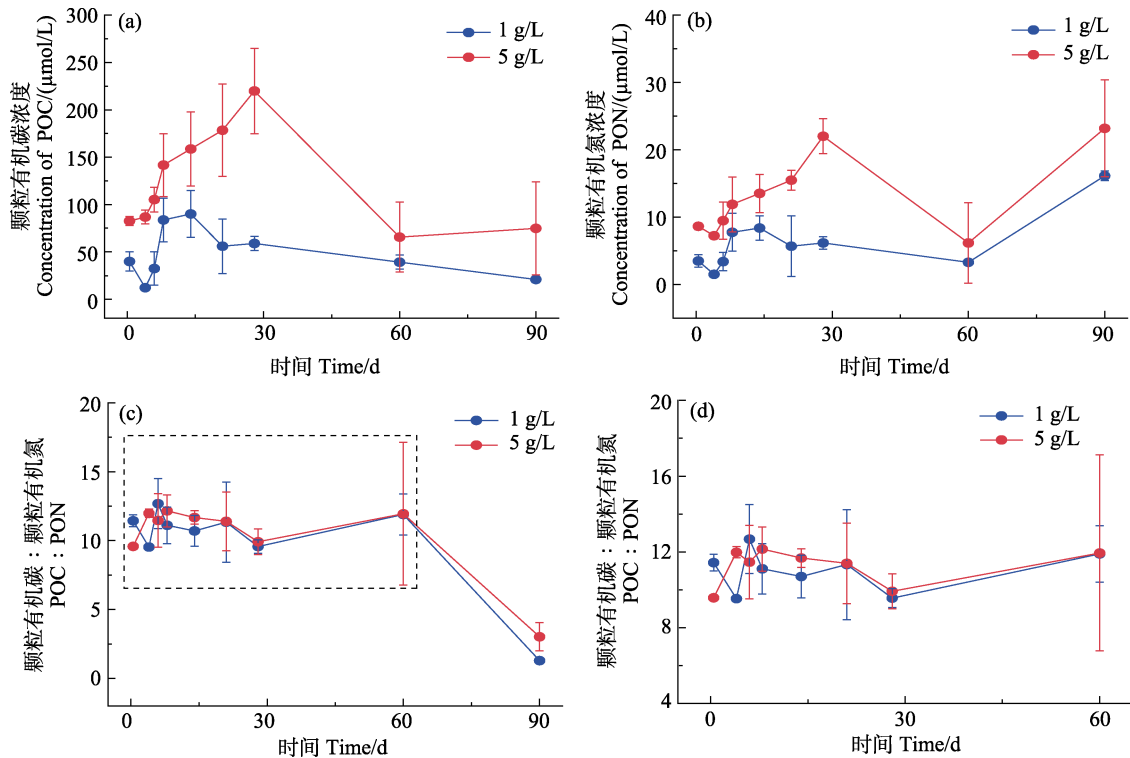 (a)
1 g/L
5 g/L
颗粒有机碳浓度
Concentration of POC/(μmol/L)
300
250
200
150
100
50
0
0 30 60 90
时间 Time/d
(b)
1 g/L
5 g/L
颗粒有机氮浓度
Concentration of PON/(μmol/L)
40
30
20
10
0
0 30 60 90
时间 Time/d
(c)
1 g/L
5 g/L
颗粒有机碳：颗粒有机氮
POC：PON
20
15
10
5
0
0 30 60 90
时间 Time/d
(d)
1 g/L
5 g/L
颗粒有机碳：颗粒有机氮
POC：PON
20
16
12
8
4
0 30 60
时间 Time/d